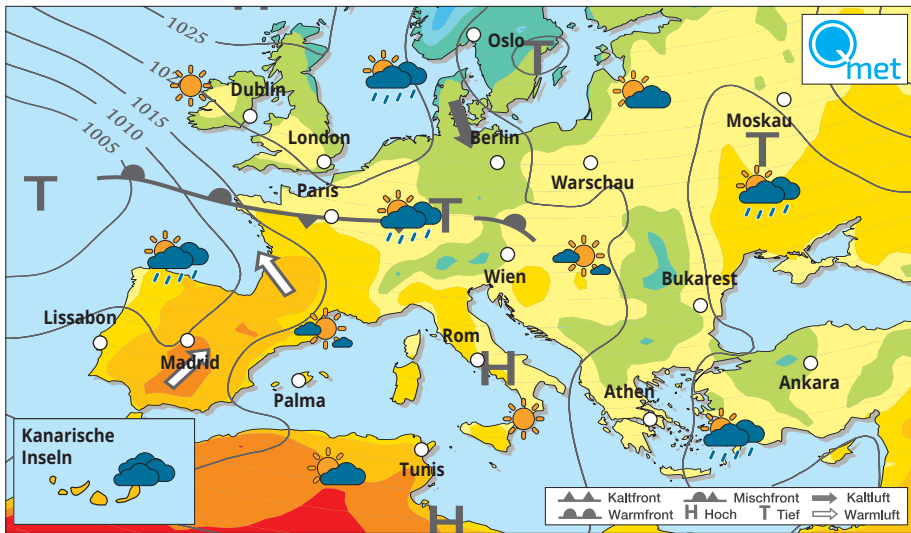 H
1025
1020
1015
1010
1005
Oslo
T
Qmet
Dublin
Moskau
London
Berlin
T
Warschau
T
Paris
T
Wien
Bukarest
Lissabon
Madrid
Rom
H
Palma
Athen
Ankara
Kanarische
Inseln
Tunis
H
Kaltfront Mischfront Kaltluft
Warmfront H Hoch T Tief Warmluft